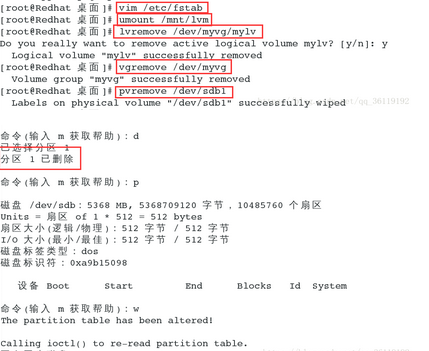 [root@Redhat 桌面]# vim /etc/fstab
[root@Redhat 桌面]# umount /mnt/lvm
[root@Redhat 桌面]# lvremove /dev/myvg/mylv
Do you really want to remove active logical volume mylv? [y/n]: y
Logical volume "mylv" successfully removed
[root@Redhat 桌面]# vgremove /dev/myvg
Volume group "myvg" successfully removed
[root@Redhat 桌面]# pvremove /dev/sdb1
Labels on physical volume "/dev/sdb1" successfully wiped
net/qq_36119192
命令(输入 m 获取帮助)：d
已选择分区 1
分区 1 已删除
命令(输入 m 获取帮助)：p
磁盘 /dev/sdb：5368 MB, 5368709120 字节，10485760 个扇区
Units = 扇区 of 1 * 512 = 512 bytes
扇区大小(逻辑/物理)：512 字节 / 512 字节
I/O 大小(最小/最佳)：512 字节 / 512 字节
磁盘标签类型：dos
磁盘标识符：0xa9b15098
设备 Boot Start End Blocks Id System
命令(输入 m 获取帮助)：w
The partition table has been altered!
Calling ioctl() to re-read partition table.